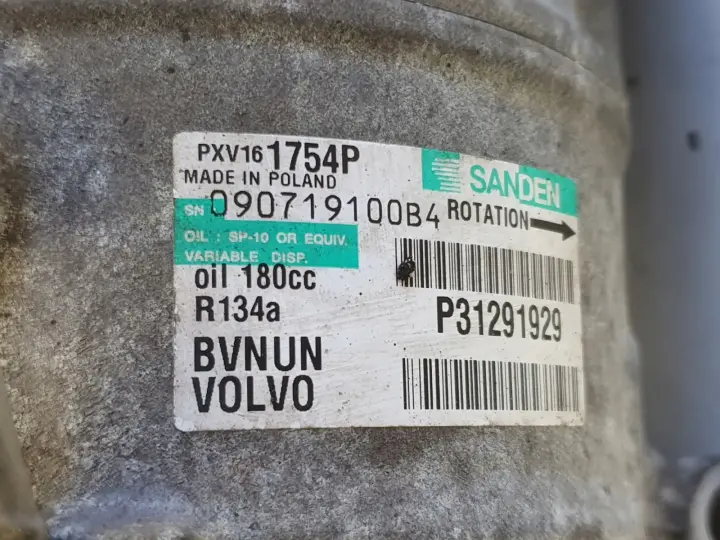 PXV16 1754P
SANDEN
MADE IN POLAND
SN 090719100B4
ROTATION
OIL : SP-10 OR EQUIV.
VARIABLE DISP.
oil 180cc
R134a
P31291929
BVNUN
VOLVO